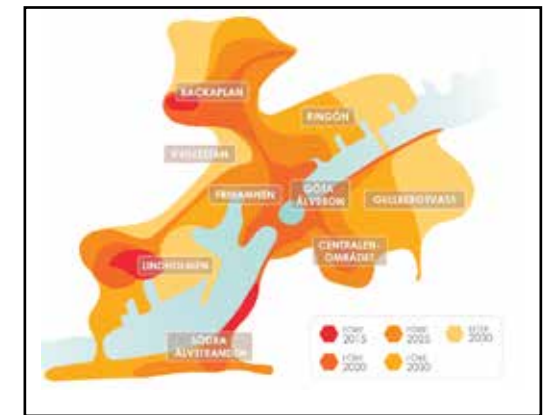 BACKAPLAN
RINGÖN
KVILLESTAN
FRIHAMNEN
GÖTA
ÄLVBRON
GULLBERGSVASS
CENTRALEN-
OMRÅDET
LINDHOLMEN
SÖDRA
ÄLVSTRANDEN
FÖRE
2015
FÖRE
2025
EFTER
2030
FÖRE
2020
FÖRE
2030